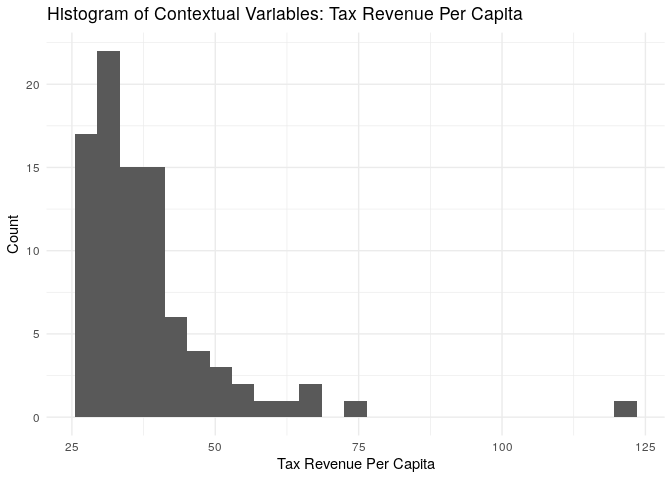 Histogram of Contextual Variables: Tax Revenue Per Capita
20
15
10
5
0
Count
25 50 75 100 125
Tax Revenue Per Capita